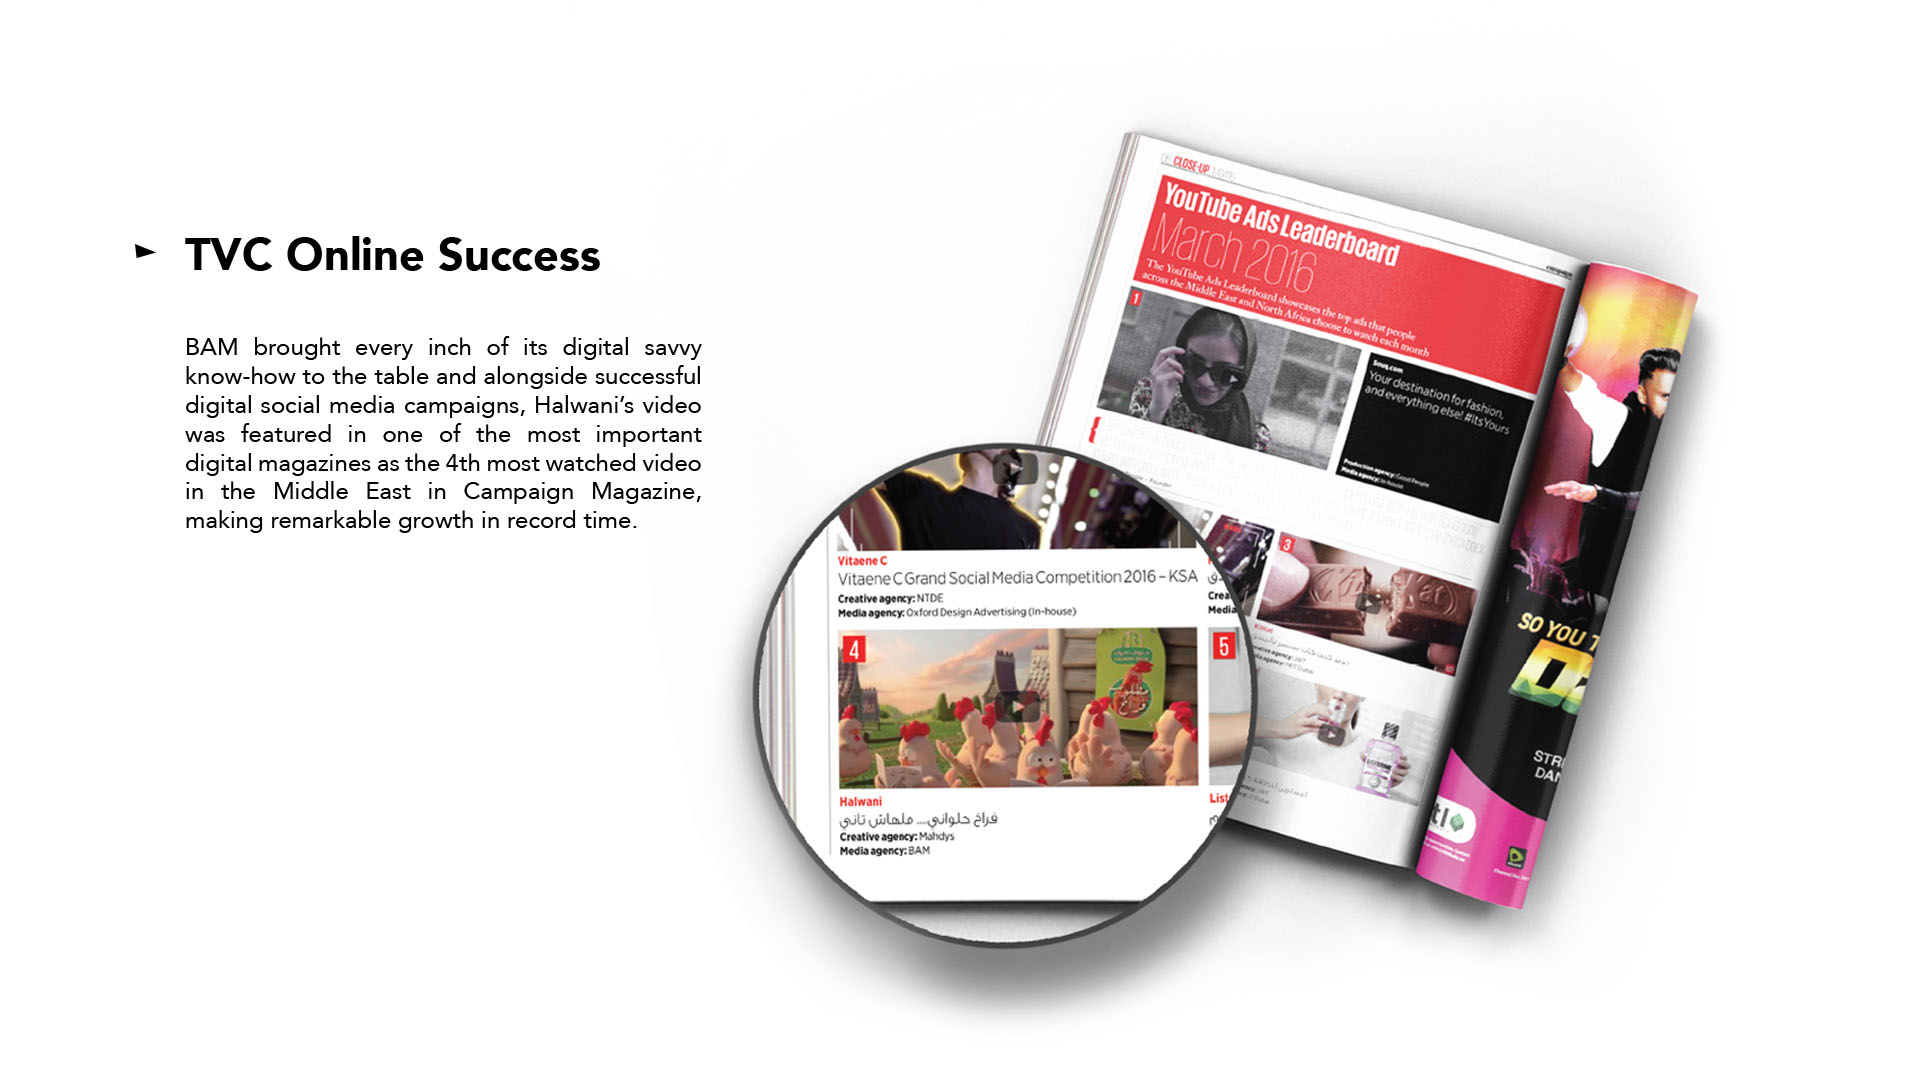 TVC Online Success
BAM brought every inch of its digital savvy
know-how to the table and alongside successful
digital social media campaigns, Halwani's video
was featured in one of the most important
digital magazines as the 4th most watched video
in the Middle East in Campaign Magazine,
making remarkable growth in record time.
CLOSE-UP
YouTube Ads Leaderboard
March 2016
The YouTube Ads Leaderboard showcases the top ads that people
across the Middle East and North Africa choose to watch each month
campaign
1
Souq.com
Your destination for fashion,
and everything else! #ItsYours
Production agency: Good People
Media agency: In-house
Vitaene C
Vitaene C Grand Social Media Competition 2016 – KSA
Creative agency: NTDE
Media agency: Oxford Design Advertising (In-house)
4
Halwani
فراخ حلواني.... ملهاش تاني
Creative agency: Mahdys
Media agency: BAM
Crea
Media
5
List
3
KitKat
LISTERINE
SO YOU T
STRE
DAN